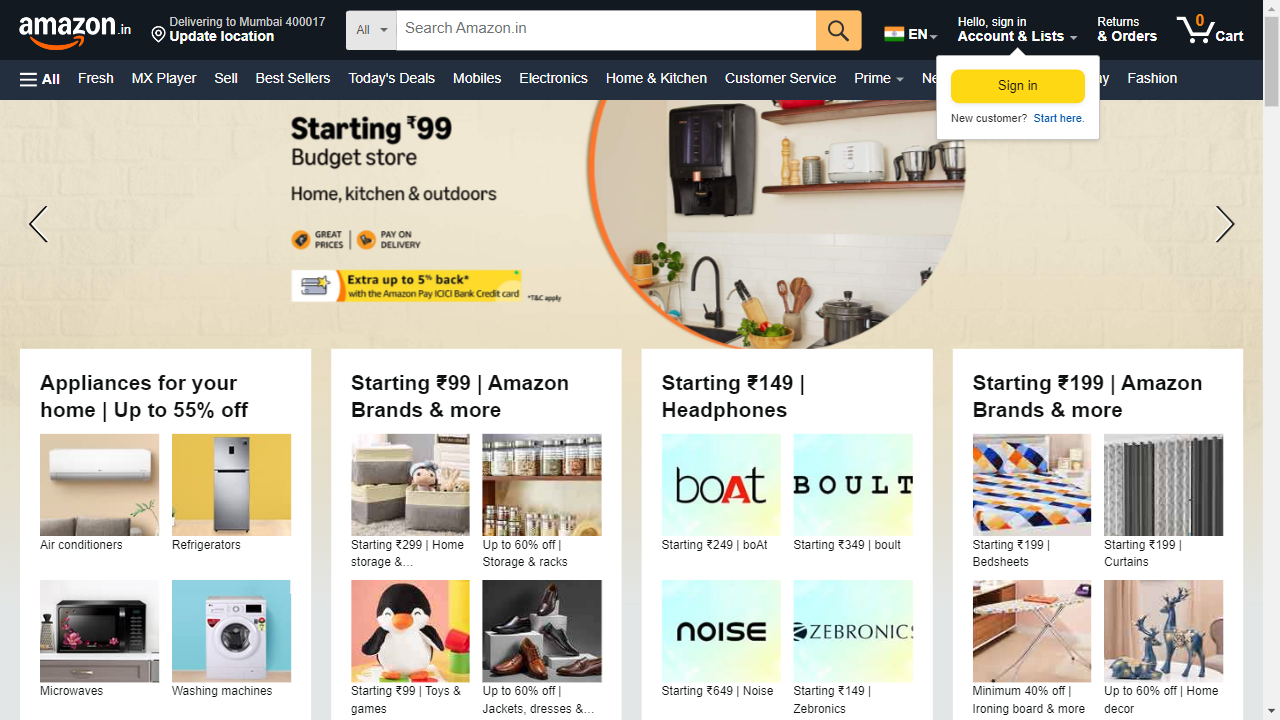 amazon.in
Delivering to Mumbai 400017
Update location
All
Search Amazon.in
EN
Hello, sign in
Account & Lists
Returns
& Orders
0
Cart
All
Fresh
MX Player
Sell
Best Sellers
Today's Deals
Mobiles
Electronics
Home & Kitchen
Customer Service
Prime
Fashion
Sign in
New customer? Start here.
Starting ₹99
Budget store
Home, kitchen & outdoors
GREAT PRICES
PAY ON DELIVERY
Extra up to 5% back*
with the Amazon Pay ICICI Bank Credit card
*T&C apply
Appliances for your
home | Up to 55% off
Air conditioners
Refrigerators
Microwaves
Washing machines
Starting ₹99 | Amazon
Brands & more
Starting ₹299 | Home
storage &...
Up to 60% off |
Storage & racks
Starting ₹99 | Toys &
games
Up to 60% off |
Jackets, dresses &...
Starting ₹149 |
Headphones
boAt
BOULT
Starting ₹249 | boAt
Starting ₹349 | boult
NOISE
ZEBRONICS
Starting ₹649 | Noise
Starting ₹149 |
Zebronics
Starting ₹199 | Amazon
Brands & more
Starting ₹199 |
Bedsheets
Starting ₹199 |
Curtains
Minimum 40% off |
Ironing board & more
Up to 60% off | Home
decor